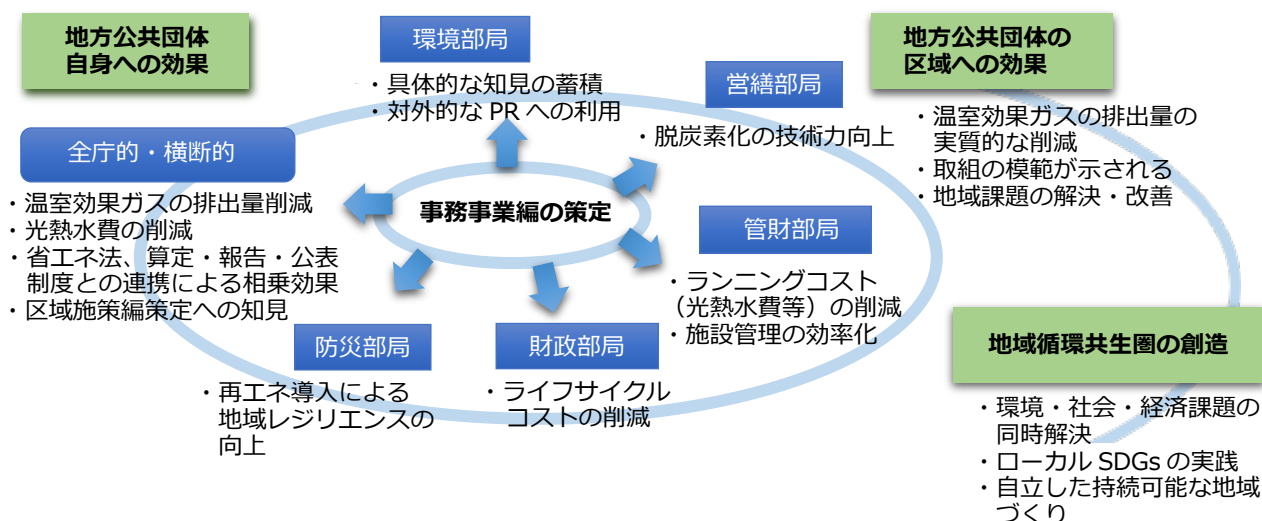 地方公共団体
自身への効果
環境部局
・具体的な知見の蓄積
・対外的な PR への利用
営繕部局
・脱炭素化の技術力向上
地方公共団体の
区域への効果
・温室効果ガスの排出量の
実質的な削減
・取組の模範が示される
・地域課題の解決・改善
全庁的・横断的
・温室効果ガスの排出量削減
・光熱水費の削減
・省エネ法、算定・報告・公表
制度との連携による相乗効果
・区域施策編策定への知見
事務事業編の策定
管財部局
・ランニングコスト
（光熱水費等）の削減
・施設管理の効率化
防災部局
・再エネ導入による
地域レジリエンスの
向上
財政部局
・ライフサイクル
コストの削減
地域循環共生圏の創造
・環境・社会・経済課題の
同時解決
・ローカル SDGs の実践
・自立した持続可能な地域
づくり